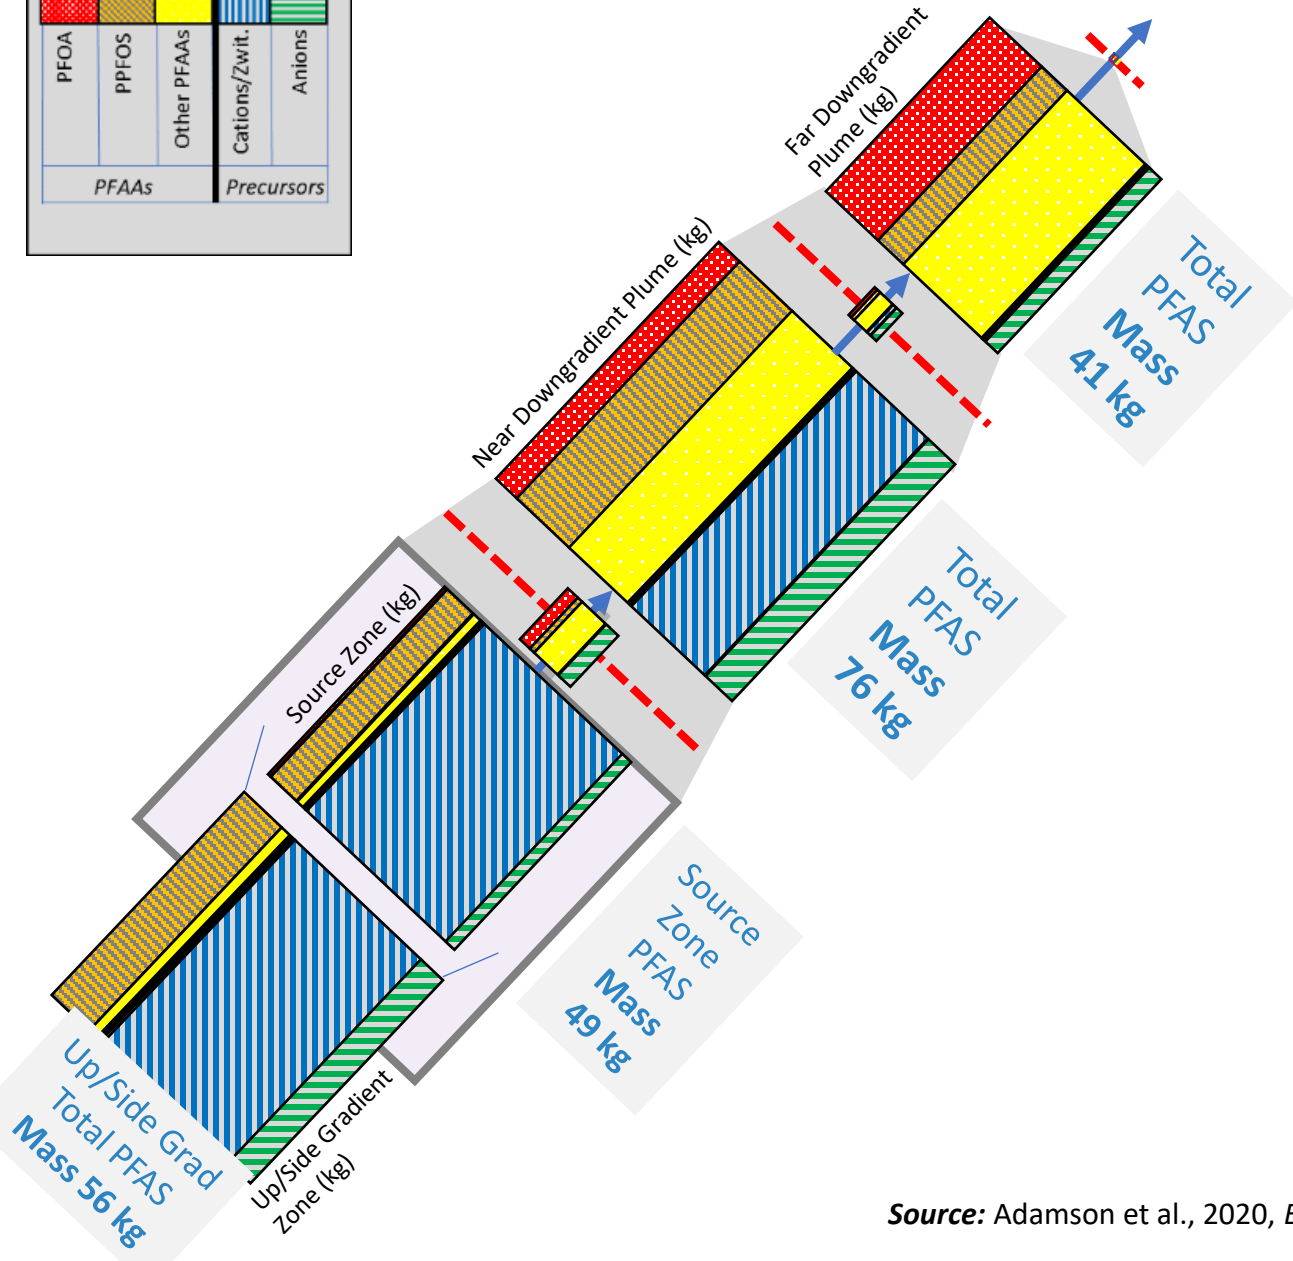 PFOA
PPFOS
Other PFAAs
Cations/Zwit.
Anions
PFAAs
Precursors
Far Downgradient
Plume (kg)
Total
PFAS
Mass
41 kg
Near Downgradient Plume (kg)
Total
PFAS
Mass
76 kg
Source Zone (kg)
Source
Zone
PFAS
Mass
49 kg
Up/Side Grad
Total PFAS
Mass 56 kg
Up/Side Gradient
Zone (kg)
Source: Adamson et al., 2020, E